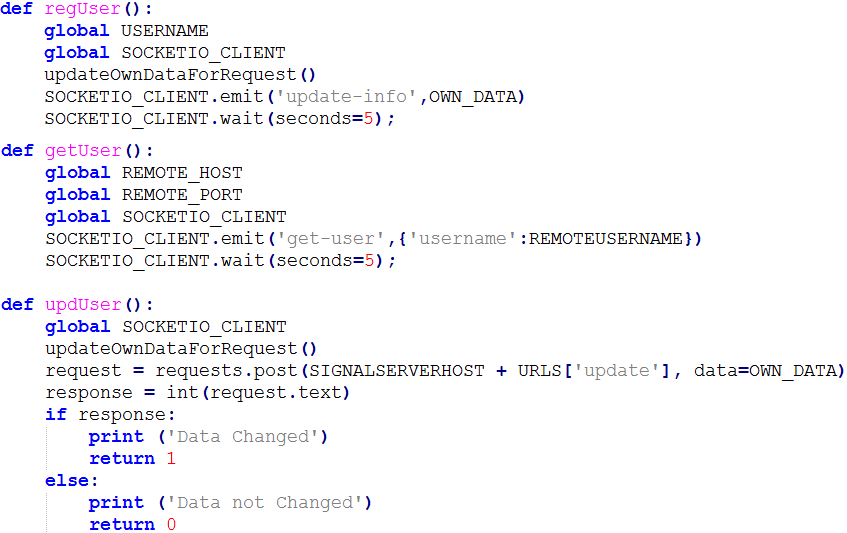 def regUser():
    global USERNAME
    global SOCKETIO_CLIENT
    updateOwnDataForRequest()
    SOCKETIO_CLIENT.emit('update-info',OWN_DATA)
    SOCKETIO_CLIENT.wait(seconds=5);
def getUser():
    global REMOTE_HOST
    global REMOTE_PORT
    global SOCKETIO_CLIENT
    SOCKETIO_CLIENT.emit('get-user',{'username':REMOTEUSERNAME})
    SOCKETIO_CLIENT.wait(seconds=5);
def updUser():
    global SOCKETIO_CLIENT
    updateOwnDataForRequest()
    request = requests.post(SIGNALSERVERHOST + URLS['update'], data=OWN_DATA)
    response = int(request.text)
    if response:
        print ('Data Changed')
        return 1
    else:
        print ('Data not Changed')
        return 0